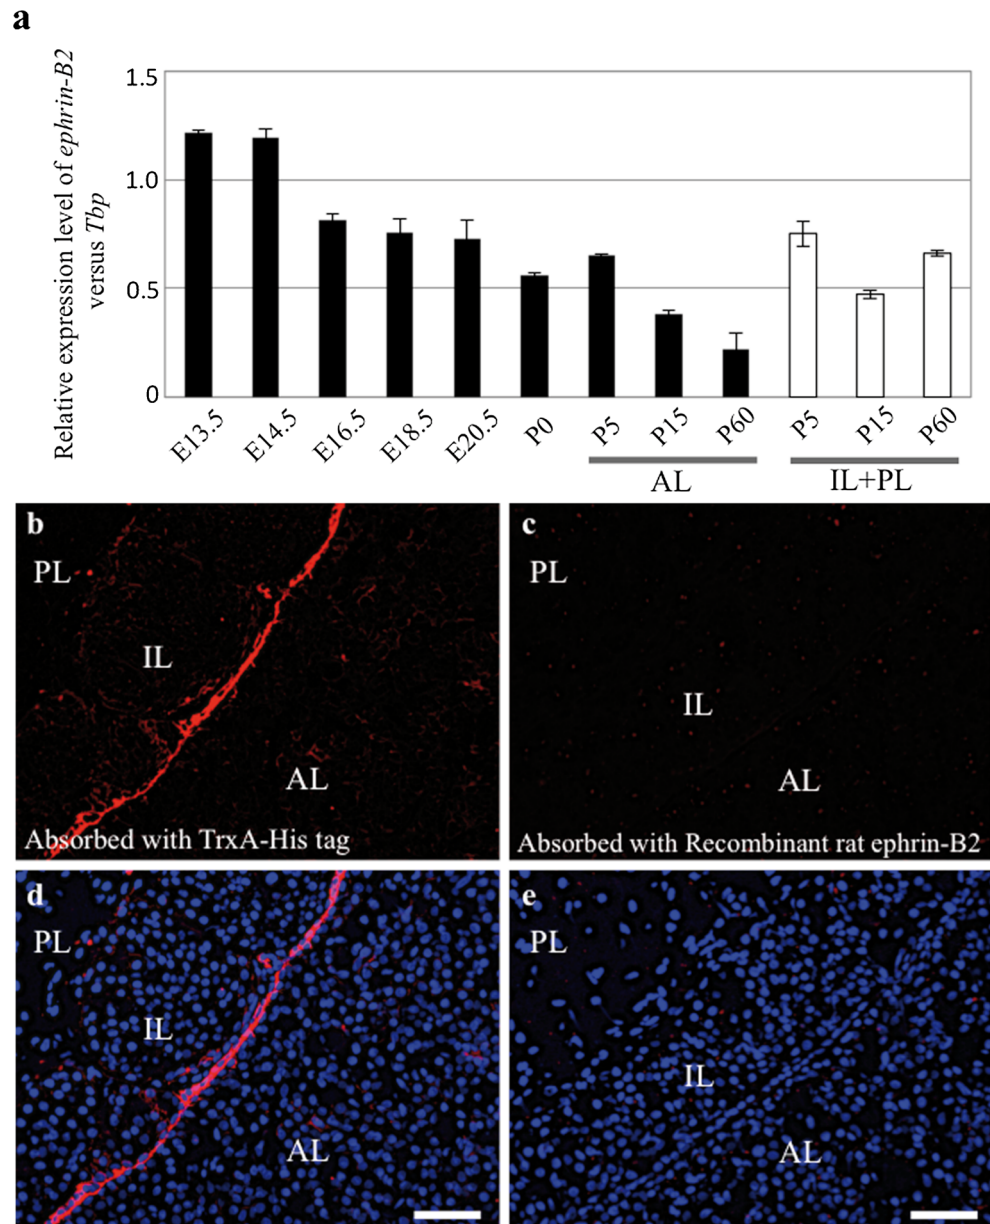 a
Relative expression level of ephrin-B2
versus Tbp
1.5
1.0
0.5
0
E13.5
E14.5
E16.5
E18.5
E20.5
P0
P5
P15
P60
P5
P15
P60
AL
IL+PL
b
PL
IL
AL
Absorbed with TrxA-His tag
c
PL
IL
AL
Absorbed with Recombinant rat ephrin-B2
d
PL
IL
AL
e
PL
IL
AL